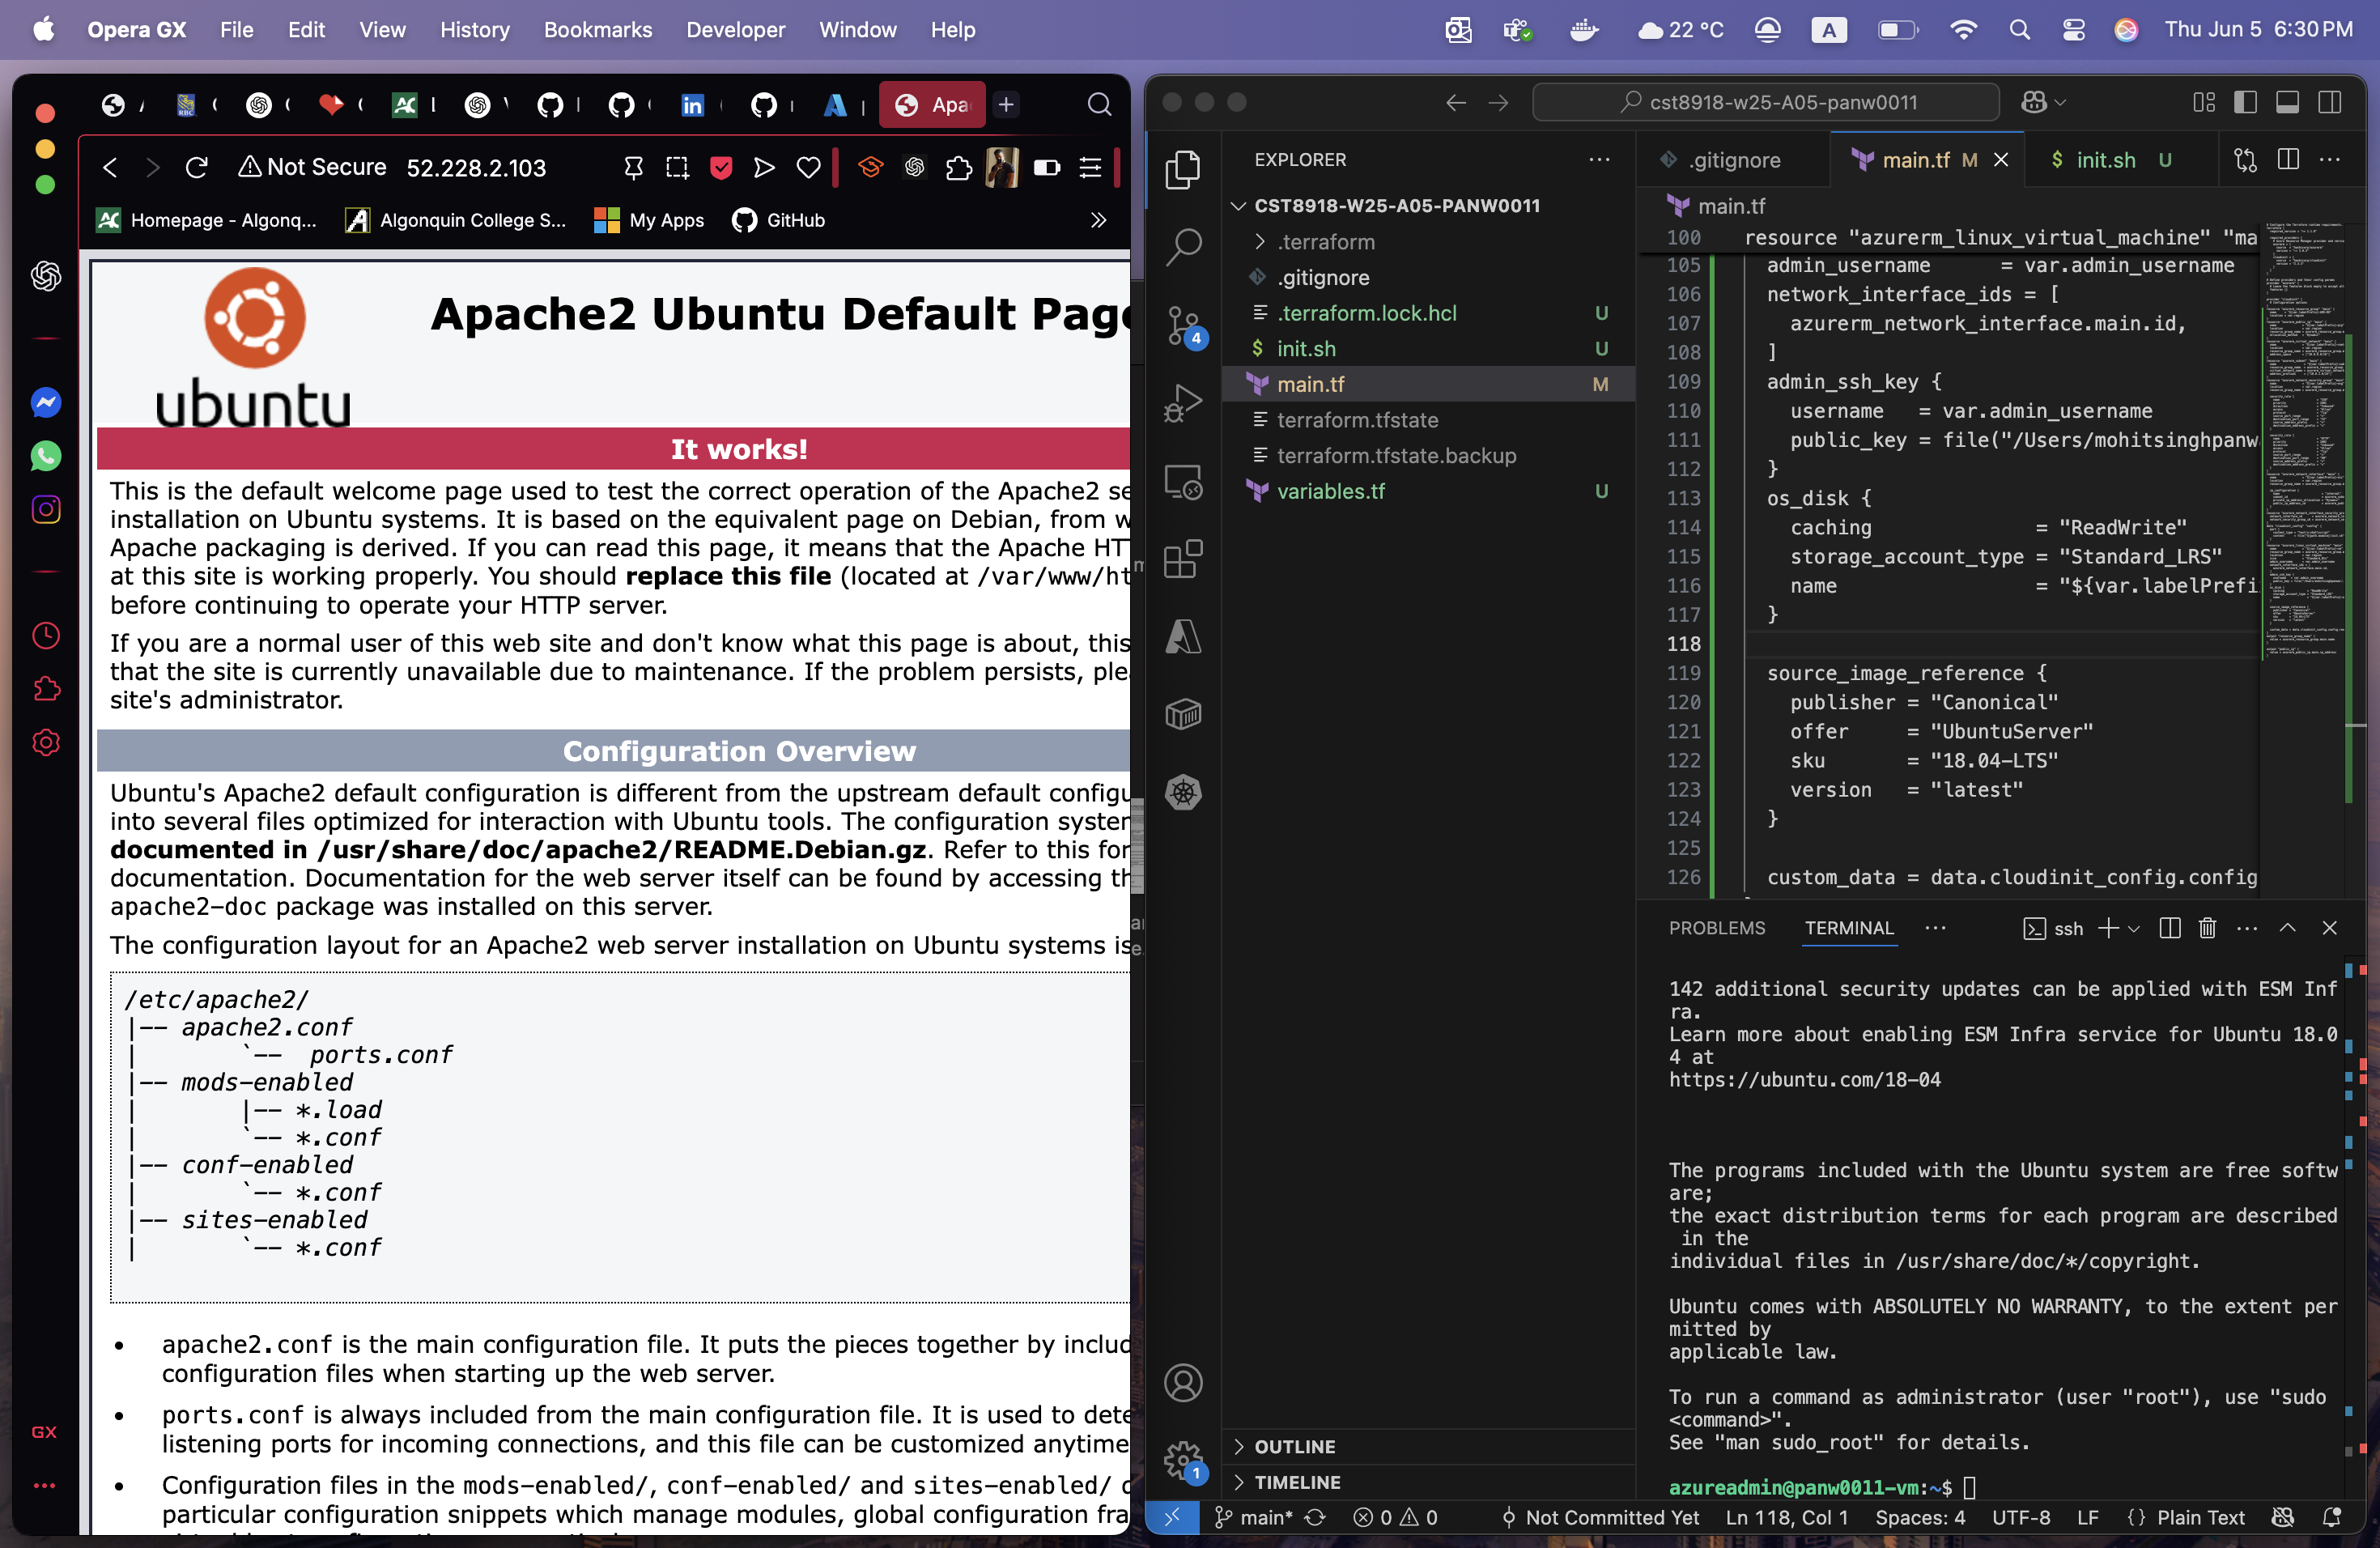 Opera GX File Edit View History Bookmarks Developer Window Help 22 °C A Thu Jun 5 6:30 PM
Apa
Not Secure 52.228.2.103
Homepage - Algonq... Algonquin College S... My Apps GitHub
ubuntu
Apache2 Ubuntu Default Page
It works!
This is the default welcome page used to test the correct operation of the Apache2 se
installation on Ubuntu systems. It is based on the equivalent page on Debian, from w
Apache packaging is derived. If you can read this page, it means that the Apache HT
at this site is working properly. You should replace this file (located at /var/www/ht
before continuing to operate your HTTP server.
If you are a normal user of this web site and don't know what this page is about, this
that the site is currently unavailable due to maintenance. If the problem persists, ple
site's administrator.
Configuration Overview
Ubuntu's Apache2 default configuration is different from the upstream default configu
into several files optimized for interaction with Ubuntu tools. The configuration system
documented in /usr/share/doc/apache2/README.Debian.gz. Refer to this for
documentation. Documentation for the web server itself can be found by accessing th
apache2-doc package was installed on this server.
The configuration layout for an Apache2 web server installation on Ubuntu systems is
/etc/apache2/
|-- apache2.conf
|       `--  ports.conf
|-- mods-enabled
|       |-- *.load
|       `-- *.conf
|-- conf-enabled
|       `-- *.conf
|-- sites-enabled
|       `-- *.conf
• apache2.conf is the main configuration file. It puts the pieces together by includ
configuration files when starting up the web server.
• ports.conf is always included from the main configuration file. It is used to dete
listening ports for incoming connections, and this file can be customized anytime
• Configuration files in the mods-enabled/, conf-enabled/ and sites-enabled/ d
particular configuration snippets which manage modules, global configuration fra
GX
cst8918-w25-A05-panw0011
EXPLORER
CST8918-W25-A05-PANW0011
.terraform
.gitignore
.terraform.lock.hcl U
init.sh U
main.tf M
terraform.tfstate
terraform.tfstate.backup
variables.tf U
4
OUTLINE
TIMELINE
1
.gitignore main.tf M init.sh U
main.tf
100 resource "azurerm_linux_virtual_machine" "ma
105 admin_username      = var.admin_username
106 network_interface_ids = [
107 azurerm_network_interface.main.id,
108 ]
109 admin_ssh_key {
110 username   = var.admin_username
111 public_key = file("/Users/mohitsinghpanw
112 }
113 os_disk {
114 caching              = "ReadWrite"
115 storage_account_type = "Standard_LRS"
116 name                 = "${var.labelPrefi
117 }
118
119 source_image_reference {
120 publisher = "Canonical"
121 offer     = "UbuntuServer"
122 sku       = "18.04-LTS"
123 version   = "latest"
124 }
125
126 custom_data = data.cloudinit_config.config
PROBLEMS TERMINAL ssh
142 additional security updates can be applied with ESM Inf
ra.
Learn more about enabling ESM Infra service for Ubuntu 18.0
4 at
https://ubuntu.com/18-04
The programs included with the Ubuntu system are free softw
are;
the exact distribution terms for each program are described
in the
individual files in /usr/share/doc/*/copyright.
Ubuntu comes with ABSOLUTELY NO WARRANTY, to the extent per
mitted by
applicable law.
To run a command as administrator (user "root"), use "sudo
<command>".
See "man sudo_root" for details.
azureadmin@panw0011-vm:~$
main* 0 0 Not Committed Yet Ln 118, Col 1 Spaces: 4 UTF-8 LF {} Plain Text